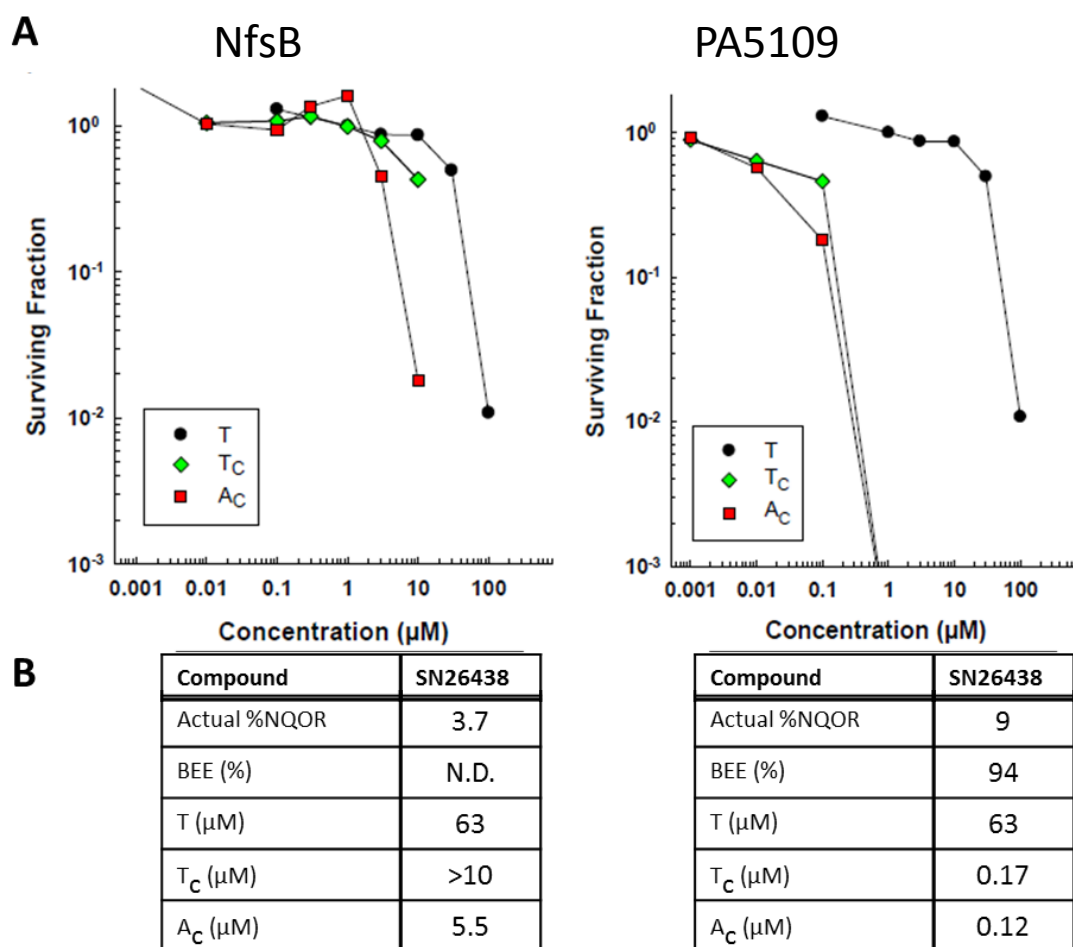 A
NfsB
PA5109
10⁰
10⁻¹
10⁻²
10⁻³
Surviving Fraction
T
T_C
A_C
0.001 0.01 0.1 1 10 100
Concentration (µM)
10⁰
10⁻¹
10⁻²
10⁻³
Surviving Fraction
T
T_C
A_C
0.001 0.01 0.1 1 10 100
Concentration (µM)
B
Compound SN26438
Actual %NQOR 3.7
BEE (%) N.D.
T (µM) 63
T_C (µM) >10
A_C (µM) 5.5
Compound SN26438
Actual %NQOR 9
BEE (%) 94
T (µM) 63
T_C (µM) 0.17
A_C (µM) 0.12